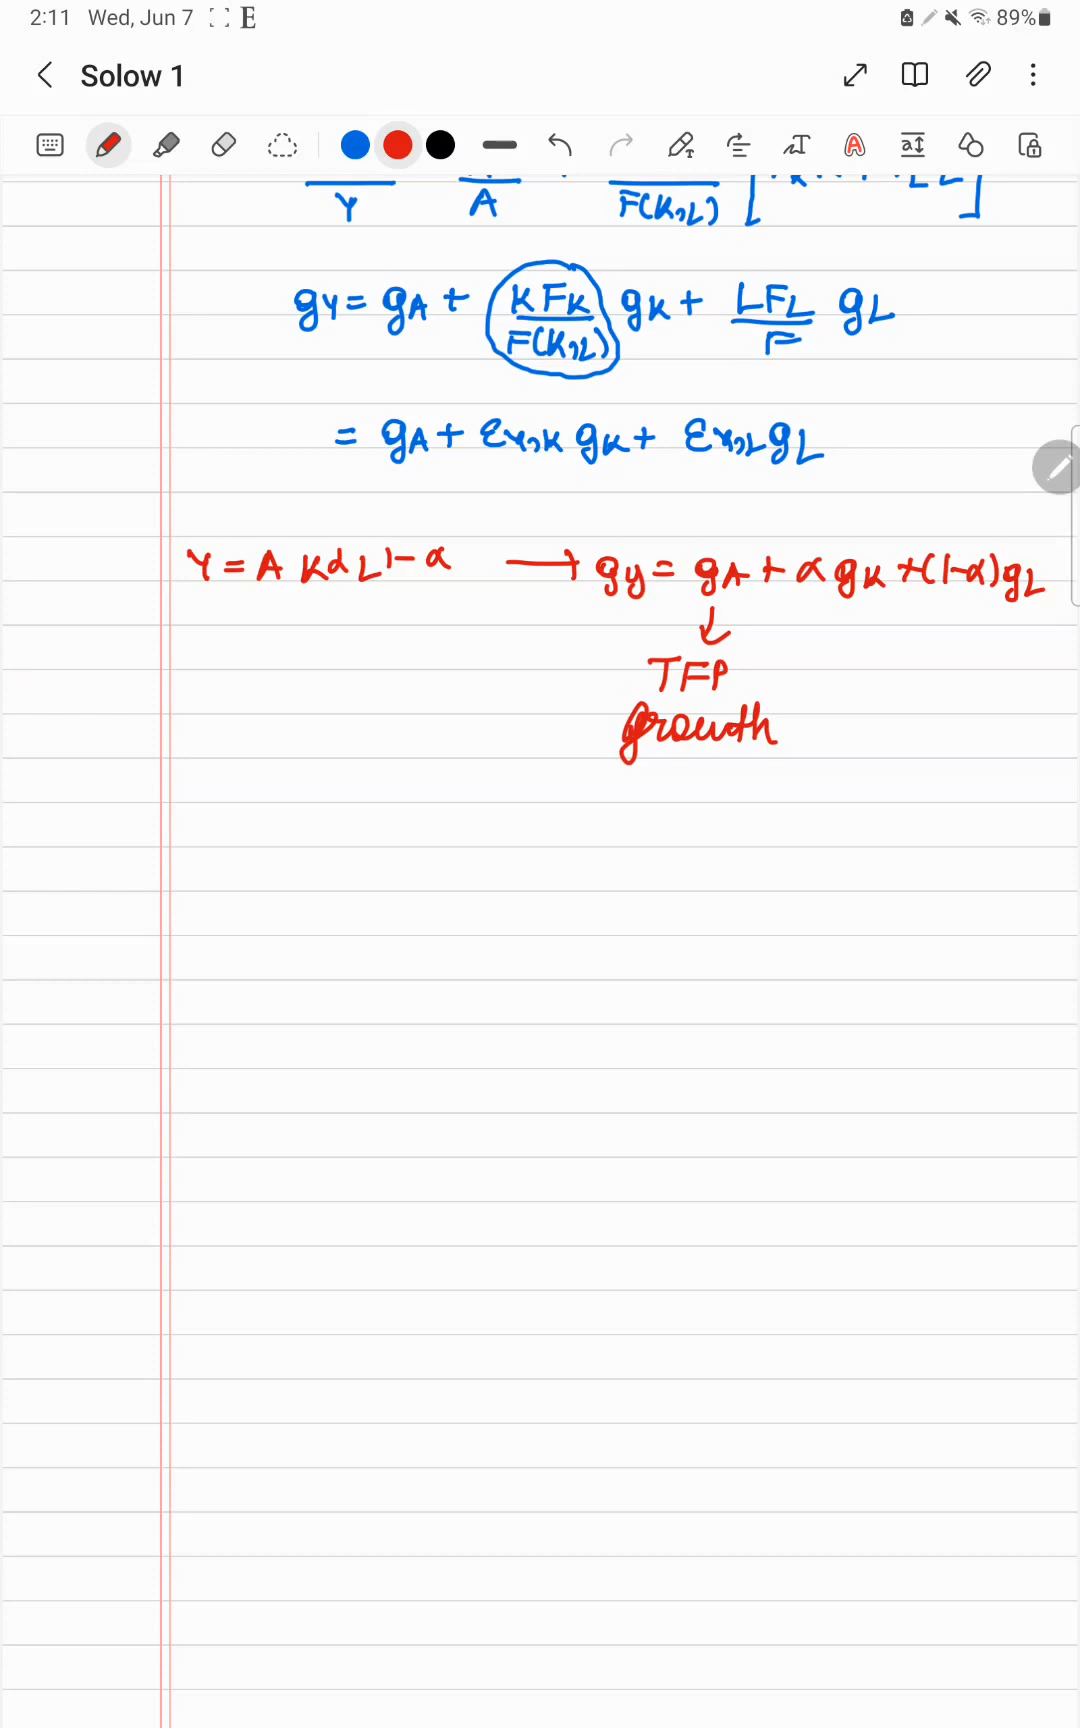 2:11 Wed, Jun 7 E 89%
Solow 1
Y A F(K,L)
gY = gA + KFK/F(K,L) gK + LFL/F gL
= gA + εY,K gK + εY,L gL
Y = A K^α L^1-α → gy = gA + α gK + (1-α) gL
↓
TFP
growth